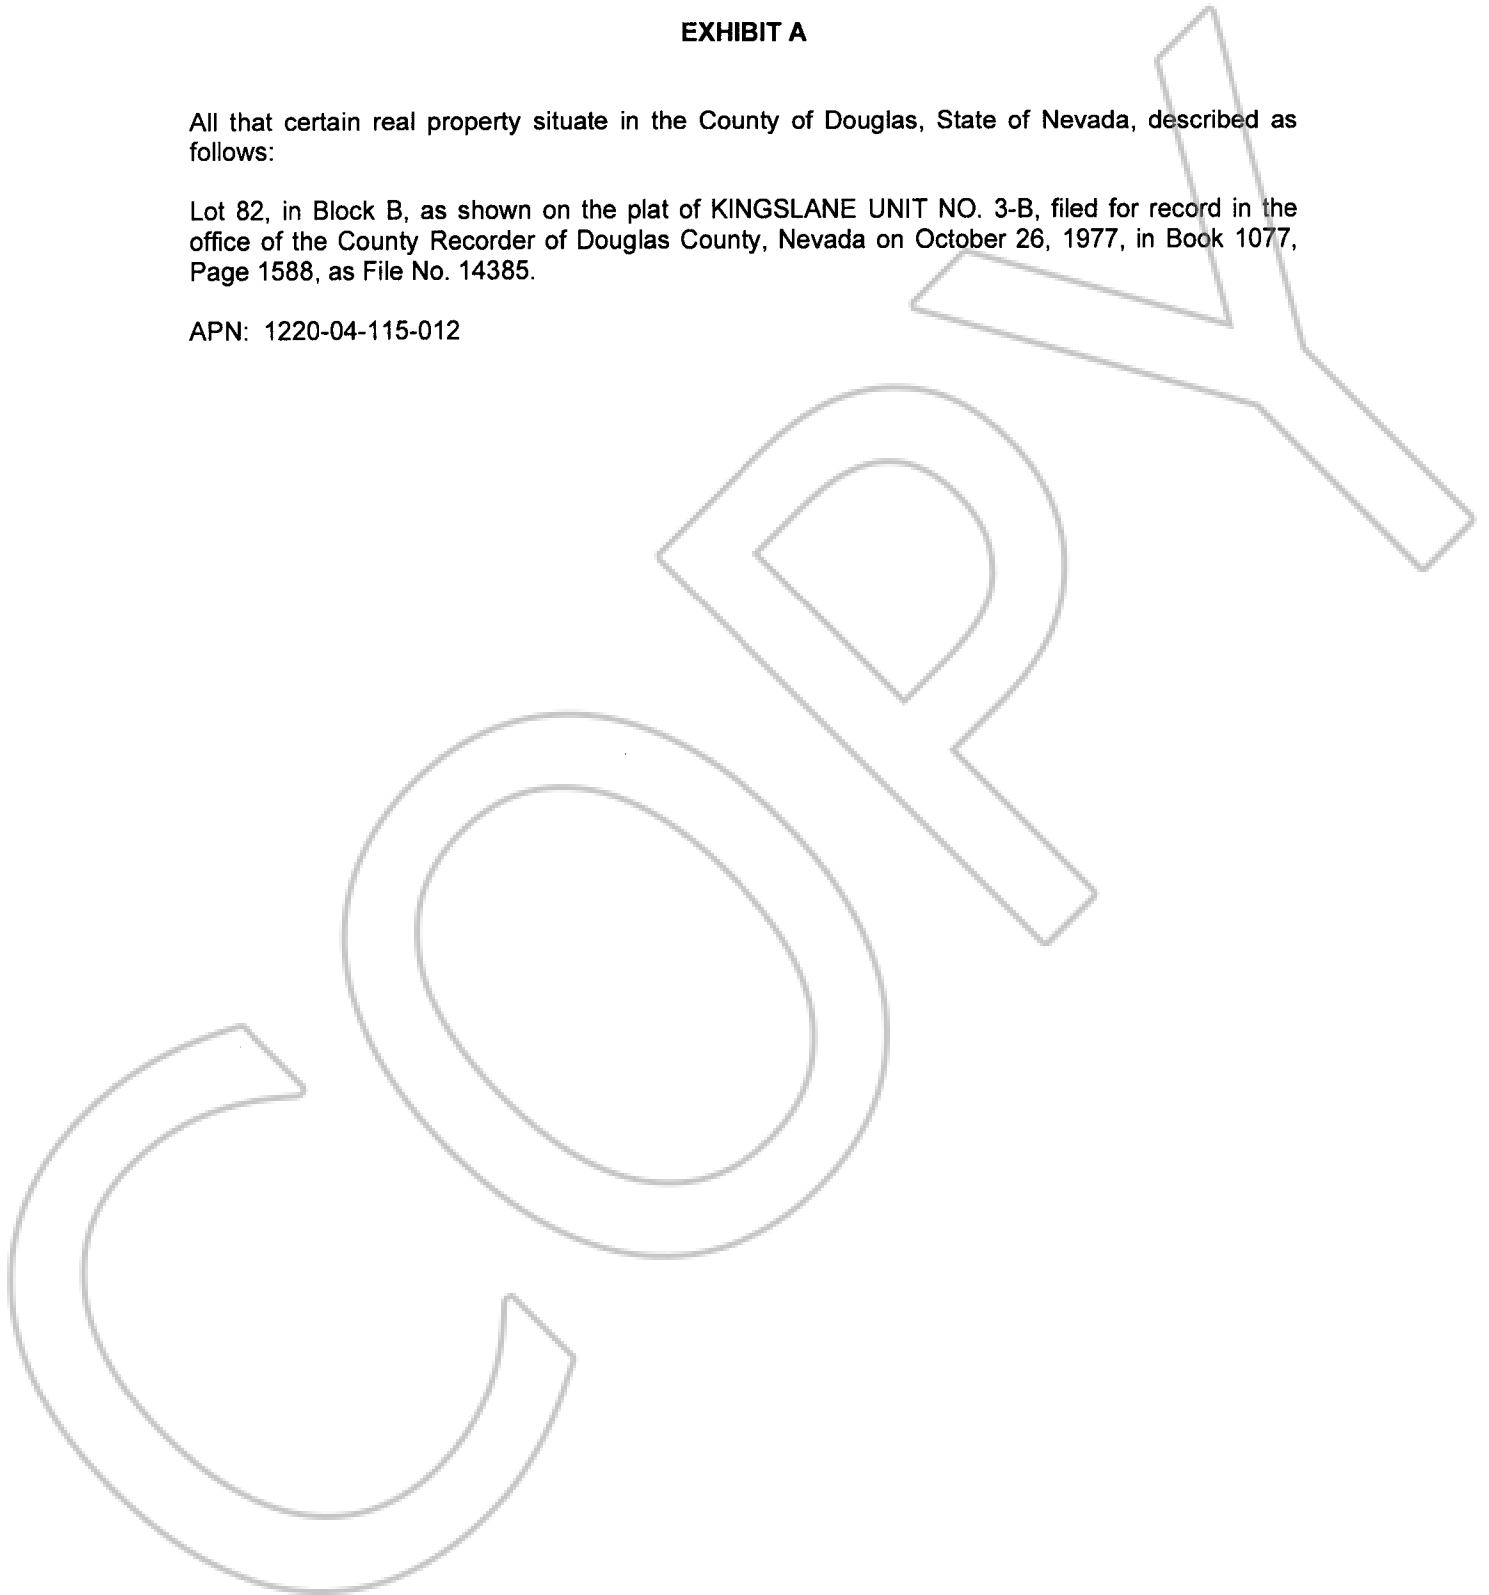 EXHIBIT A
All that certain real property situate in the County of Douglas, State of Nevada, described as
follows:
Lot 82, in Block B, as shown on the plat of KINGSLANE UNIT NO. 3-B, filed for record in the
office of the County Recorder of Douglas County, Nevada on October 26, 1977, in Book 1077,
Page 1588, as File No. 14385.
APN: 1220-04-115-012
COPY